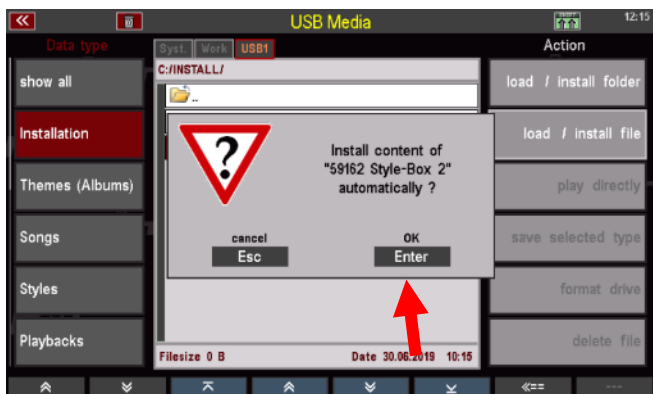 USB Media
12:15
Data type
Syst. Work USB1
Action
C:/INSTALL/
show all
..
load / install folder
Installation
load / install file
?
Install content of
"59162 Style-Box 2"
automatically ?
Themes (Albums)
play directly
Songs
cancel
OK
Esc
Enter
save selected type
Styles
format drive
Playbacks
delete file
Filesize 0 B
Date 30.06.2019 10:15
«==
---